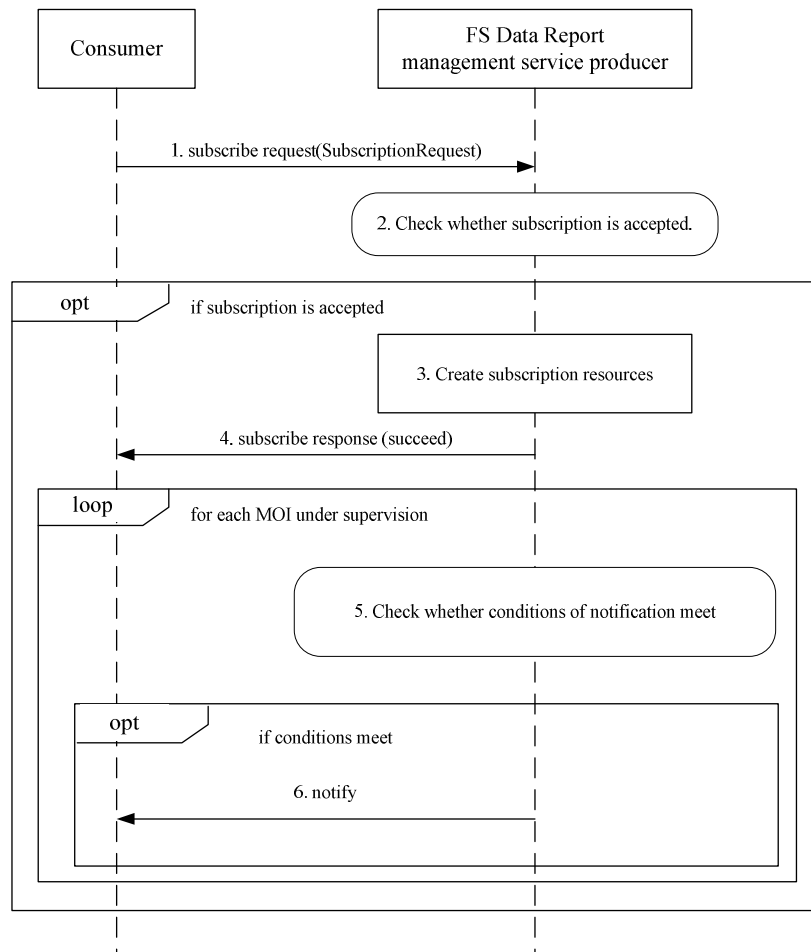 Consumer
FS Data Report
management service producer
1. subscribe request(SubscriptionRequest)
2. Check whether subscription is accepted.
opt
if subscription is accepted
3. Create subscription resources
4. subscribe response (succeed)
loop
for each MOI under supervision
5. Check whether conditions of notification meet
opt
if conditions meet
6. notify